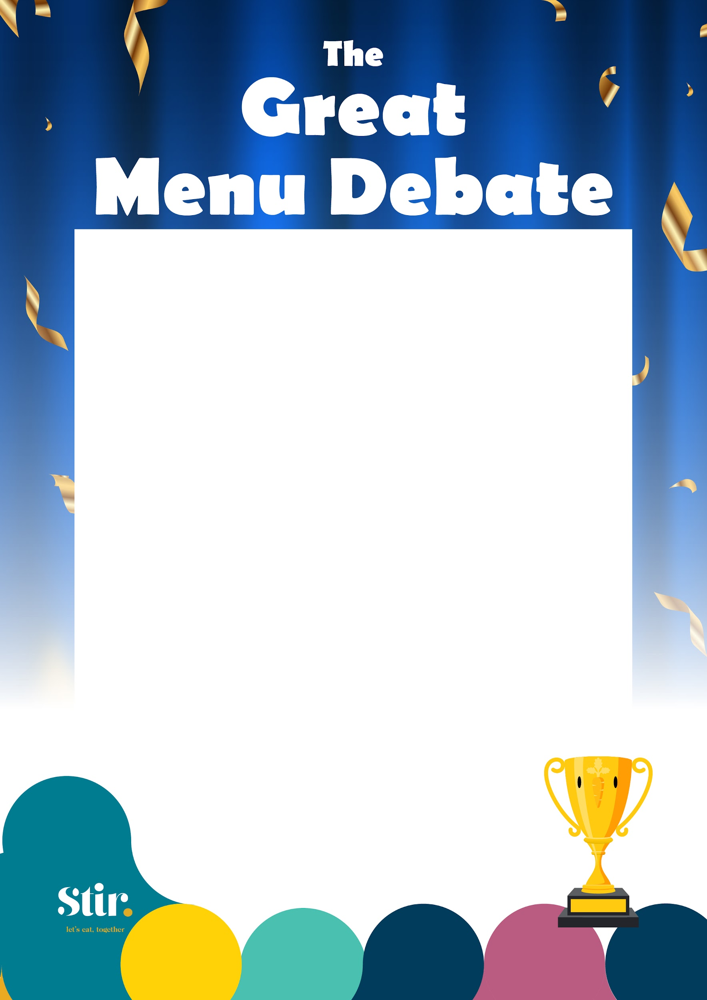 The
Great
Menu Debate
stir.
let's eat, together